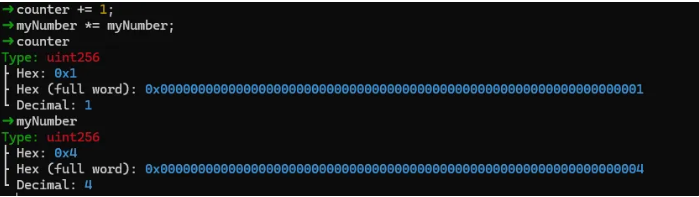 ➜ counter += 1;
➜ myNumber *= myNumber;
➜ counter
Type: uint256
├ Hex: 0x1
├ Hex (full word): 0x0000000000000000000000000000000000000000000000000000000000000001
└ Decimal: 1
➜ myNumber
Type: uint256
├ Hex: 0x4
├ Hex (full word): 0x0000000000000000000000000000000000000000000000000000000000000004
└ Decimal: 4